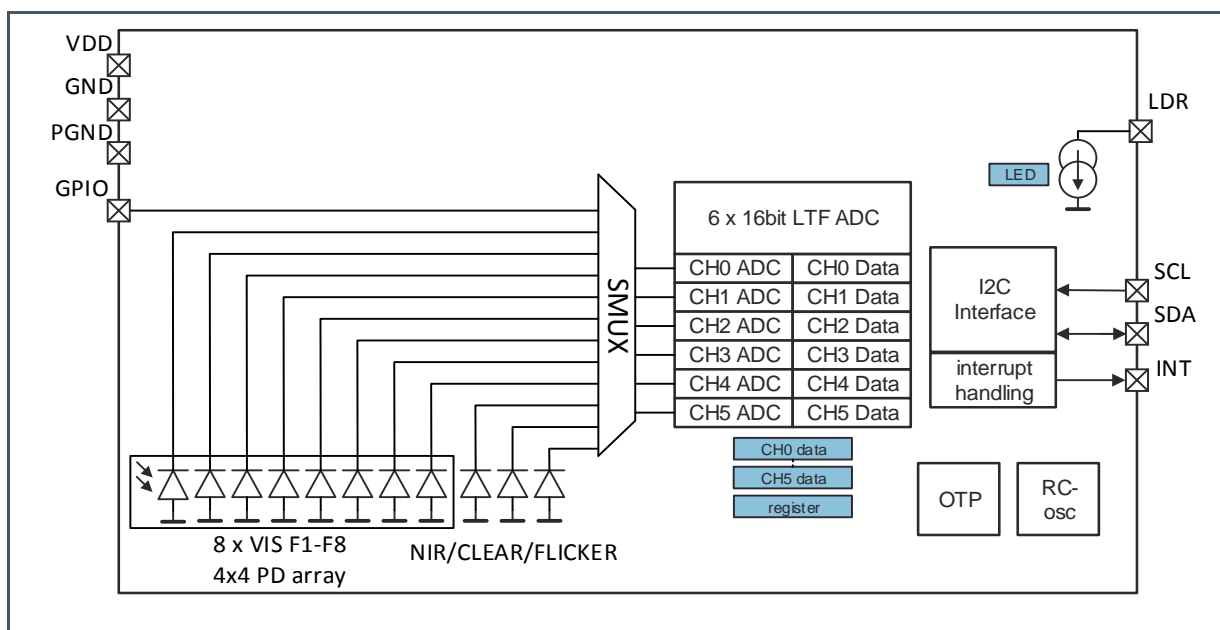 VDD
GND
PGND
GPIO
LDR
LED
6 x 16bit LTF ADC
SMUX
CH0 ADC CH0 Data
CH1 ADC CH1 Data
CH2 ADC CH2 Data
CH3 ADC CH3 Data
CH4 ADC CH4 Data
CH5 ADC CH5 Data
I2C
Interface
interrupt
handling
SCL
SDA
INT
CH0 data
CH5 data
register
OTP
RC-
osc
8 x VIS F1-F8
4x4 PD array
NIR/CLEAR/FLICKER